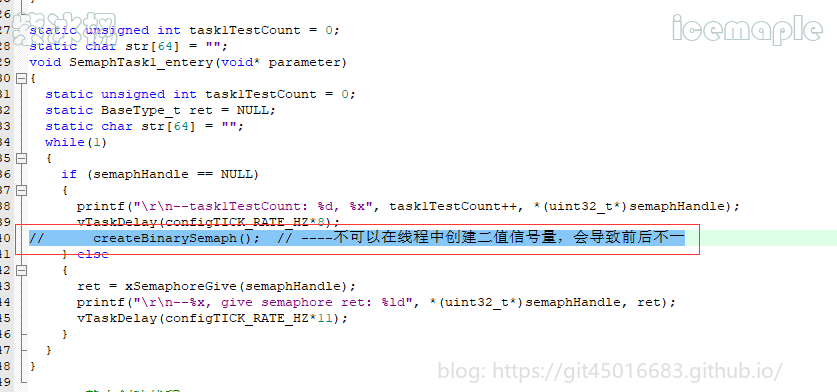 紫冰枫
icemaple
26
27 static unsigned int task1TestCount = 0;
28 static char str[64] = "";
29 void SemaphTask1_entery(void* parameter)
30 {
31 static unsigned int task1TestCount = 0;
32 static BaseType_t ret = NULL;
33 static char str[64] = "";
34 while(1)
35 {
36 if (semaphHandle == NULL)
37 {
38 printf("\r\n--task1TestCount: %d, %x", task1TestCount++, *(uint32_t*)semaphHandle);
39 vTaskDelay(configTICK_RATE_HZ*8);
40 // createBinarySemaph(); // ----不可以在线程中创建二值信号量，会导致前后不一
41 } else
42 {
43 ret = xSemaphoreGive(semaphHandle);
44 printf("\r\n--%x, give semaphore ret: %ld", *(uint32_t*)semaphHandle, ret);
45 vTaskDelay(configTICK_RATE_HZ*11);
46 }
47 }
48 }
49
blog: https://git45016683.github.io/